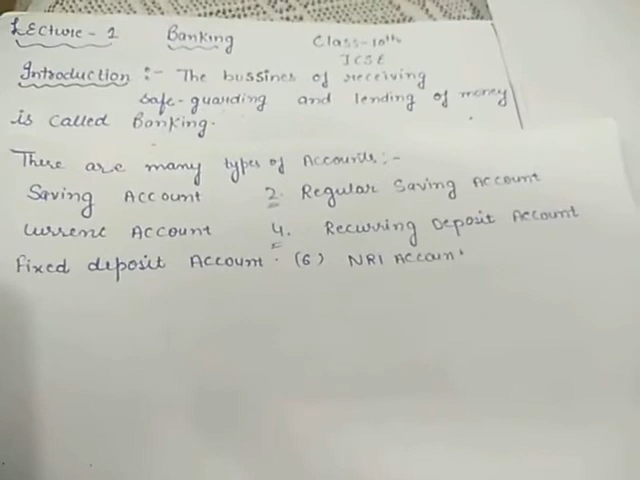 Lecture - 1 Banking Class-10th
ICSE
Introduction :- The bussines of receiving
safe-guarding and lending of money
is called Banking.
There are many types of Accounts :-
Saving Account 2. Regular Saving Account
Current Account 4. Recurring Deposit Account
Fixed deposit Account. (6) NRI Accoun